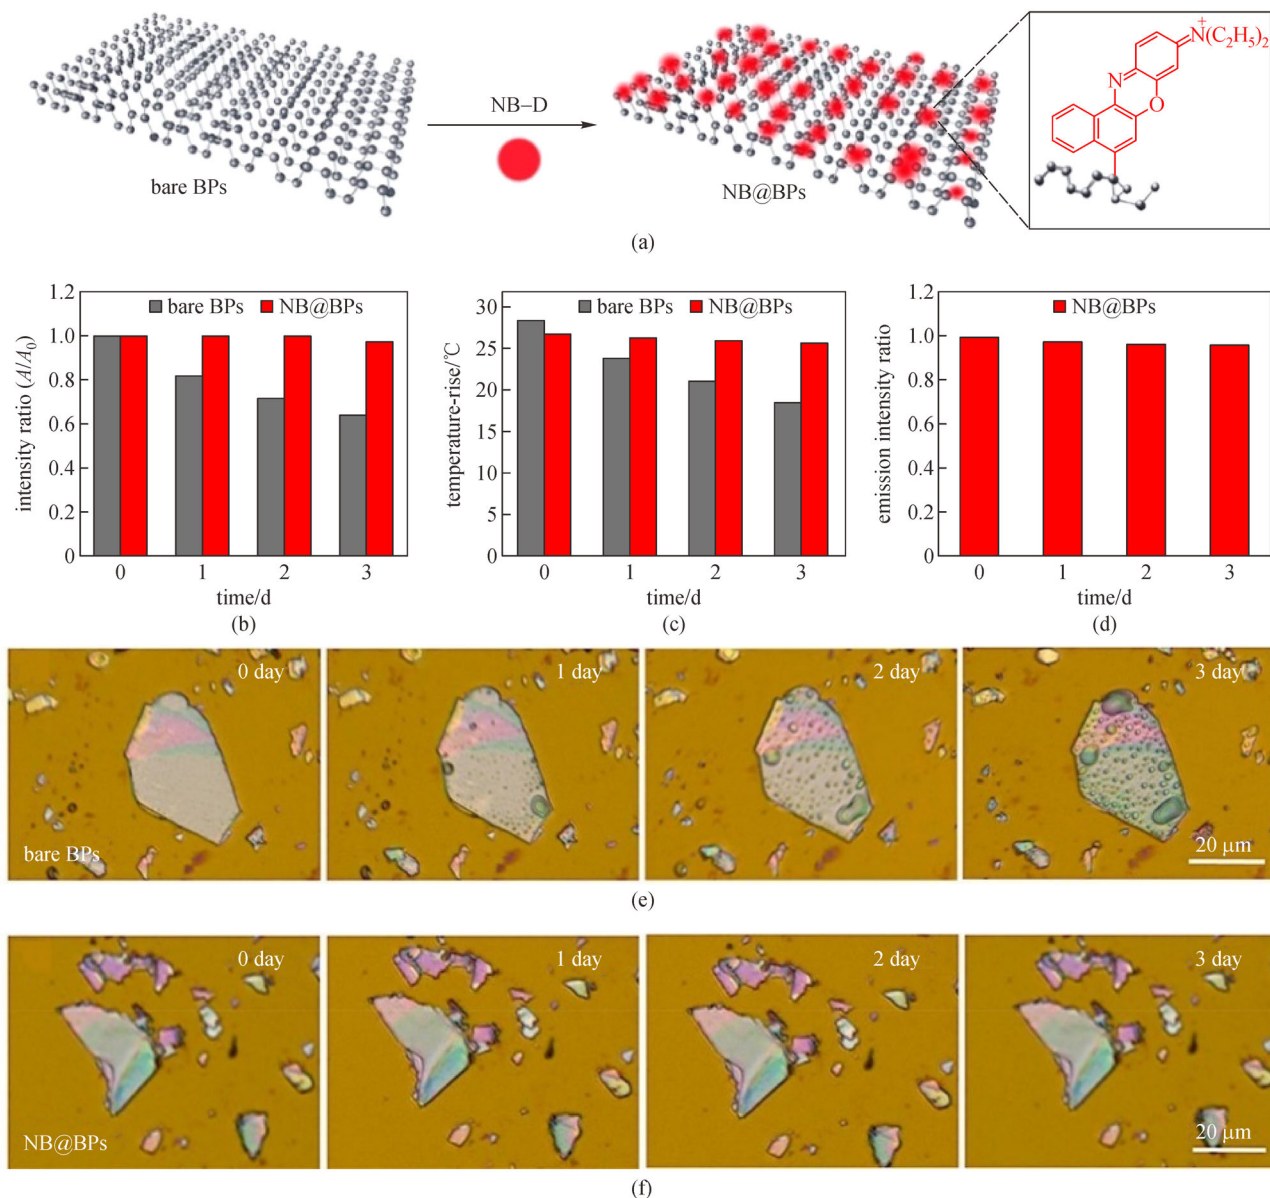 NB–D
bare BPs
NB@BPs
N
+
N(C₂H₅)₂
O
(a)
1.2
1.0
0.8
0.6
0.4
0.2
0
intensity ratio (A/A₀)
bare BPs
NB@BPs
0
1
2
3
time/d
(b)
30
25
20
15
10
5
0
temperature-rise/℃
bare BPs
NB@BPs
0
1
2
3
time/d
(c)
1.2
1.0
0.8
0.6
0.4
0.2
0
emission intensity ratio
NB@BPs
0
1
2
3
time/d
(d)
0 day
1 day
2 day
3 day
bare BPs
20 μm
(e)
0 day
1 day
2 day
3 day
NB@BPs
20 μm
(f)